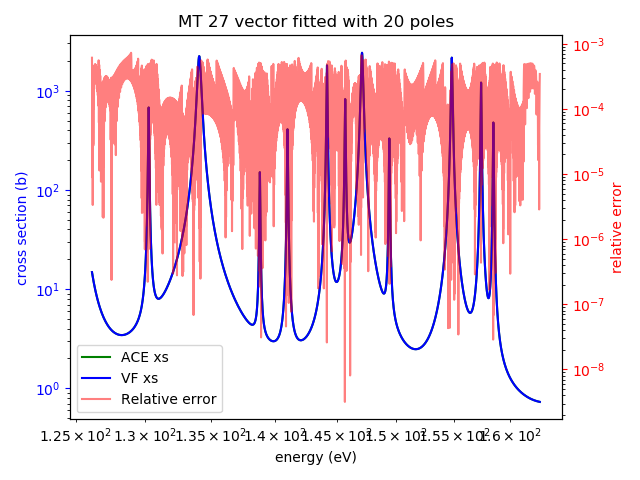 MT 27 vector fitted with 20 poles
10³
10²
10¹
10⁰
cross section (b)
10⁻³
10⁻⁴
10⁻⁵
10⁻⁶
10⁻⁷
10⁻⁸
relative error
ACE xs
VF xs
Relative error
1.25 × 10² 1.3 × 10² 1.35 × 10² 1.4 × 10² 1.45 × 10² 1.5 × 10² 1.55 × 10² 1.6 × 10²
energy (eV)